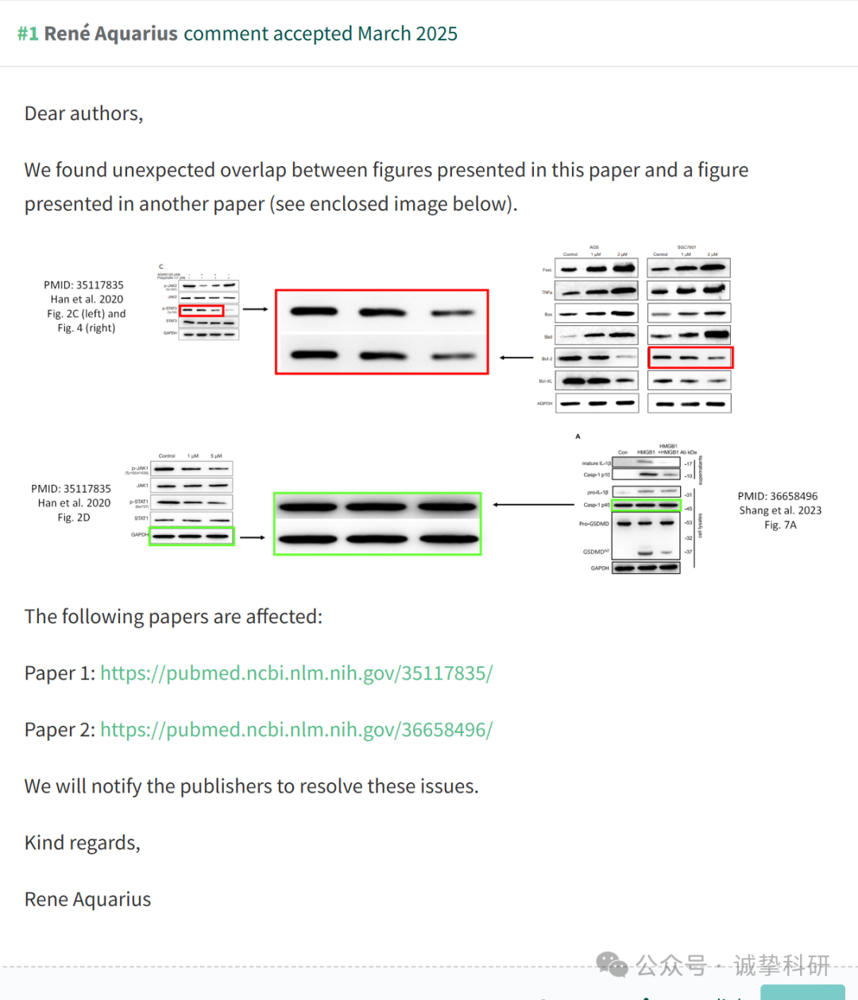 #1 René Aquarius comment accepted March 2025
Dear authors,
We found unexpected overlap between figures presented in this paper and a figure
presented in another paper (see enclosed image below).
PMID: 35117835
Han et al. 2020
Fig. 2C (left) and
Fig. 4 (right)
C
p-JAK2
JAK2
p-STAT3
STAT3
GAPDH
AGS
SGC7901
Control 1 μM 2 μM
Control 1 μM 2 μM
FasL
TNFα
Bax
Bad
Bcl-2
Bcl-XL
AGPDH
PMID: 35117835
Han et al. 2020
Fig. 2D
Control 1 μM 5 μM
p-JAK1
JAK1
p-STAT1
STAT1
GAPDH
A
HMGB1
Con HMGB1 +HMGB1 Ab kDa
mature IL-1β -17
Casp-1 p10 -10
supernatants
pro-IL-1β -31
Casp-1 p45 -45
Pro-GSDMD -53
-32
GSDMD -37
GAPDH
cell lysates
PMID: 36658496
Shang et al. 2023
Fig. 7A
The following papers are affected:
Paper 1: https://pubmed.ncbi.nlm.nih.gov/35117835/
Paper 2: https://pubmed.ncbi.nlm.nih.gov/36658496/
We will notify the publishers to resolve these issues.
Kind regards,
Rene Aquarius
公众号 · 诚挚科研